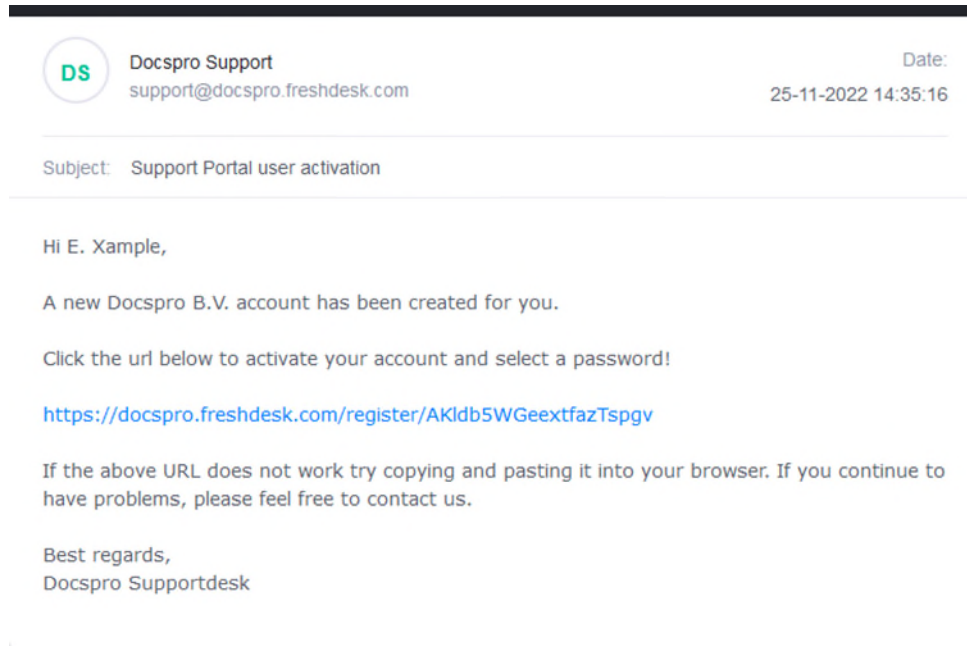 DS
Docspro Support
support@docspro.freshdesk.com
Date:
25-11-2022 14:35:16
Subject: Support Portal user activation
Hi E. Xample,
A new Docspro B.V. account has been created for you.
Click the url below to activate your account and select a password!
https://docspro.freshdesk.com/register/AKldb5WGeextfazTspgv
If the above URL does not work try copying and pasting it into your browser. If you continue to
have problems, please feel free to contact us.
Best regards,
Docspro Supportdesk